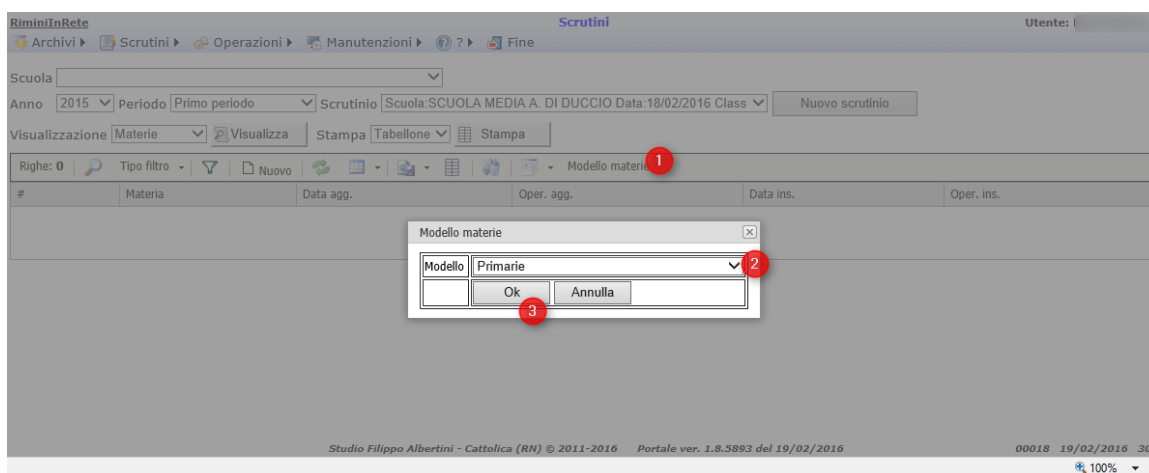 RiminiInRete Scrutini Utente:
Archivi Scrutini Operazioni Manutenzioni ? Fine
Scuola
Anno 2015 Periodo Primo periodo Scrutinio Scuola:SCUOLA MEDIA A. DI DUCCIO Data:18/02/2016 Class Nuovo scrutinio
Visualizzazione Materie Visualizza Stampa Tabellone Stampa
Righe: 0 Tipo filtro Nuovo Modello materie 1
# Materia Data agg. Oper. agg. Data ins. Oper. ins.
Modello materie
Modello Primarie 2
Ok Annulla
3
Studio Filippo Albertini - Cattolica (RN) © 2011-2016 Portale ver. 1.8.5893 del 19/02/2016 00018 19/02/2016 30
100%